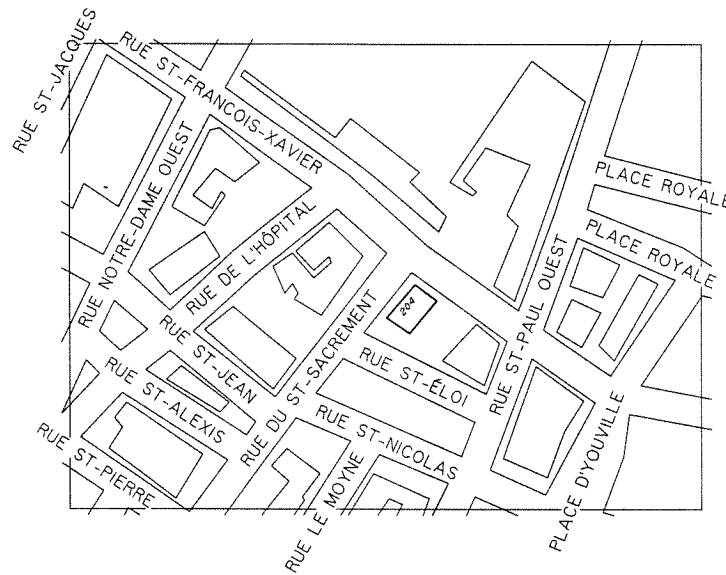 RUE ST-JACQUES
RUE ST-FRANCOIS-XAVIER
RUE NOTRE-DAME OUEST
RUE DE L'HÔPITAL
PLACE ROYALE
PLACE ROYALE
RUE ST-PAUL OUEST
204
RUE ST-JEAN
RUE DU ST-SACREMENT
RUE ST-ÉLOI
RUE ST-ALEXIS
RUE ST-NICOLAS
RUE ST-PIERRE
RUE LE MOYNE
PLACE D'YOUVILLE